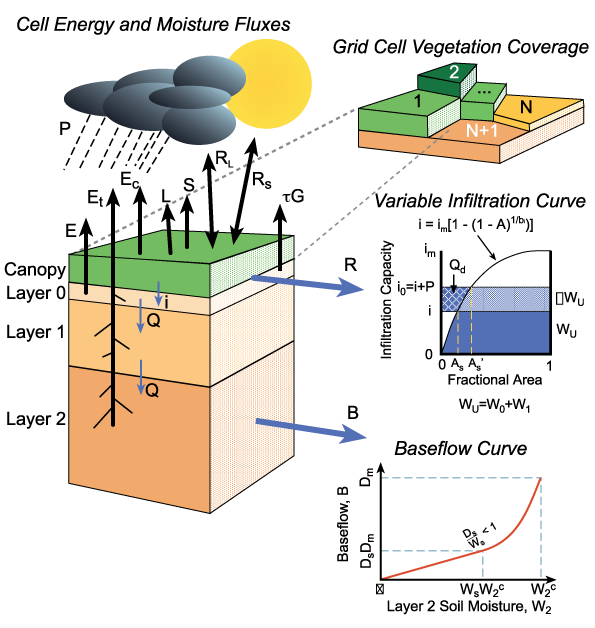 Cell Energy and Moisture Fluxes
Grid Cell Vegetation Coverage
1
2
...
N
N+1
P
E
Et
Ec
L
S
RL
Rs
τG
Canopy
Layer 0
Layer 1
Layer 2
i
Q
Q
R
B
Variable Infiltration Curve
i = im[1 - (1 - A)1/bi)]
Infiltration Capacity
im
i0=i+P
i
0
Qd
▯WU
WU
0 As As' 1
Fractional Area
WU=W0+W1
Baseflow Curve
Baseflow, B
Dm
DsDm
Ds/Ws < 1
WsW2c
W2c
Layer 2 Soil Moisture, W2